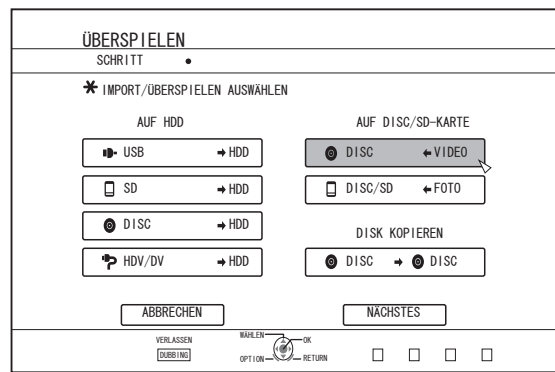 ÜBERSPIELEN
SCHRITT
IMPORT/ÜBERSPIELEN AUSWÄHLEN
AUF HDD
USB → HDD
SD → HDD
DISC → HDD
HDV/DV → HDD
AUF DISC/SD-KARTE
DISC ← VIDEO
DISC/SD ← FOTO
DISK KOPIEREN
DISC → DISC
ABBRECHEN
NÄCHSTES
VERLASSEN
DUBBING
WÄHLEN
OK
OPTION
RETURN